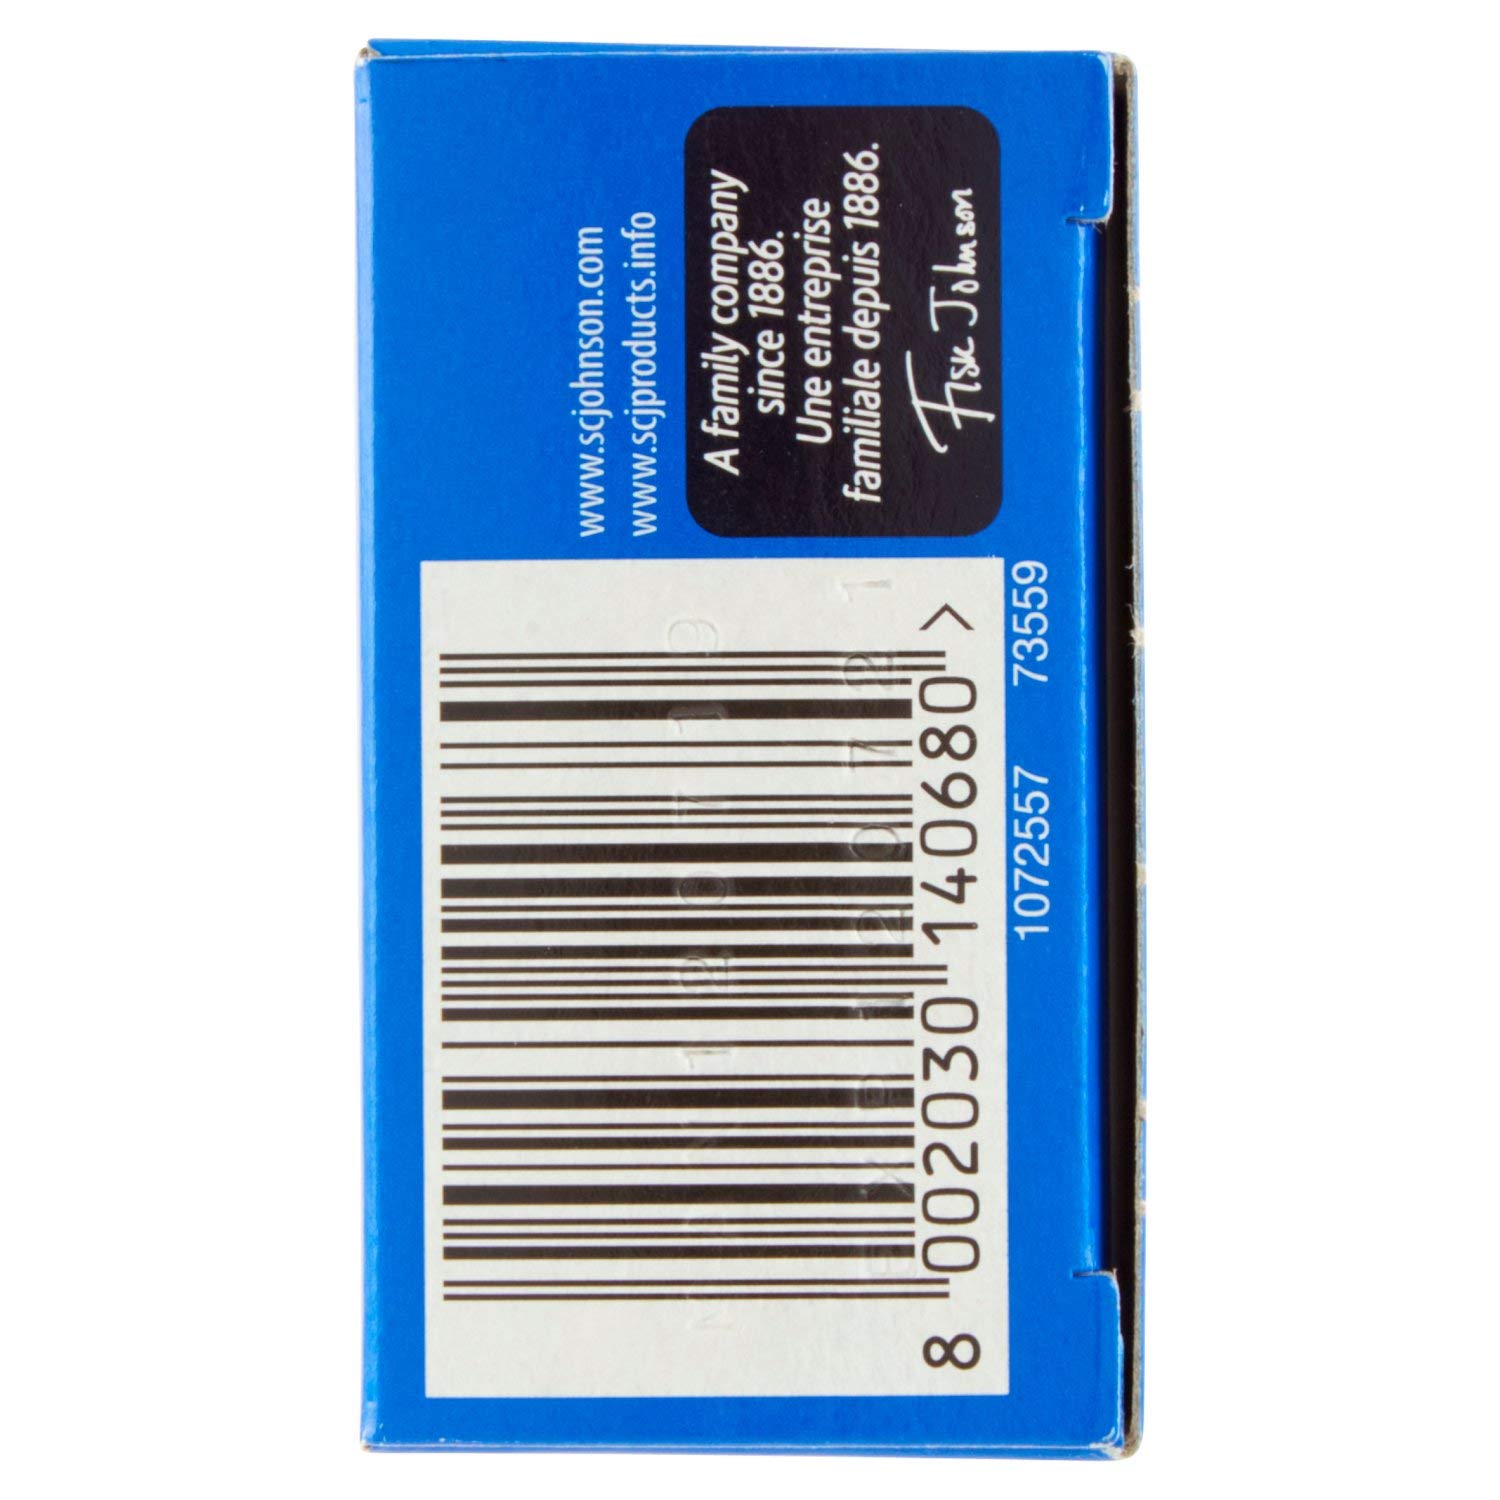 www.scjohnson.com
www.scjproducts.info
A family company
since 1886.
Une entreprise
familiale depuis 1886.
Fisk Johnson
8 002030 140680 >
1072557 73559